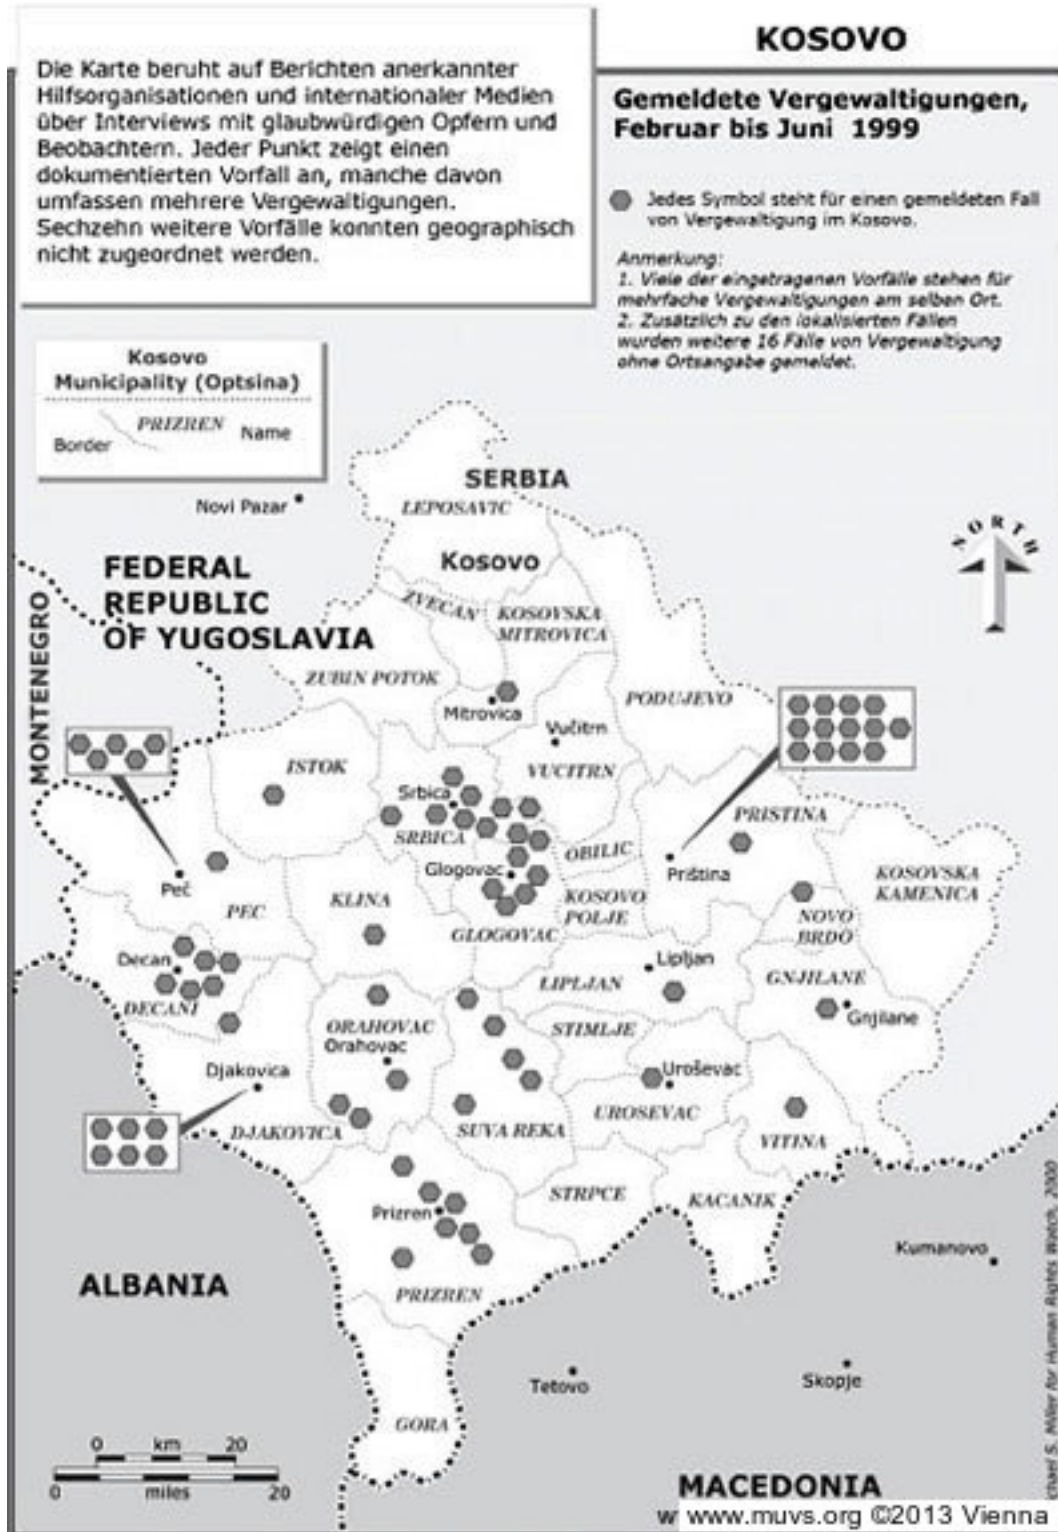 KOSOVO
Die Karte beruht auf Berichten anerkannter
Hilfsorganisationen und internationaler Medien
über Interviews mit glaubwürdigen Opfern und
Beobachtern. Jeder Punkt zeigt einen
dokumentierten Vorfall an, manche davon
umfassen mehrere Vergewaltigungen.
Sechzehn weitere Vorfälle konnten geographisch
nicht zugeordnet werden.
Gemeldete Vergewaltigungen,
Februar bis Juni 1999
Jedes Symbol steht für einen gemeldeten Fall
von Vergewaltigung im Kosovo.
Anmerkung:
1. Viele der eingetragenen Vorfälle stehen für
mehrfache Vergewaltigungen am selben Ort.
2. Zusätzlich zu den lokalisierten Fällen
wurden weitere 16 Fälle von Vergewaltigung
ohne Ortsangabe gemeldet.
Kosovo
Municipality (Optsina)
PRIZREN
Border
Name
Novi Pazar
SERBIA
LEPOSAVIC
NORTH
Kosovo
FEDERAL
REPUBLIC
OF YUGOSLAVIA
MONTENEGRO
ZVECAN
KOSOVSKA
MITROVICA
ZUBIN POTOK
PODUJEVO
Mitrovica
Vučitrn
VUCITRN
ISTOK
Srbica
SRBICA
PRISTINA
OBILIC
Glogovac
Priština
KOSOVSKA
KAMENICA
Peč
PEC
KLINA
KOSOVO
POLJE
NOVO
BRDO
GLOGOVAC
Decan
DECANI
Lipljan
LIPLJAN
GNJILANE
Gnjilane
ORAHOVAC
Orahovac
STIMLJE
Djakovica
Uroševac
UROSEVAC
DJAKOVICA
SUVA REKA
VITINA
STRPCE
KACANIK
Prizren
PRIZREN
Kumanovo
ALBANIA
Tetovo
Skopje
GORA
0 km 20
0 miles 20
MACEDONIA
chael S. Miller for Human Rights Watch, 2000
w
www.muvs.org ©2013 Vienna